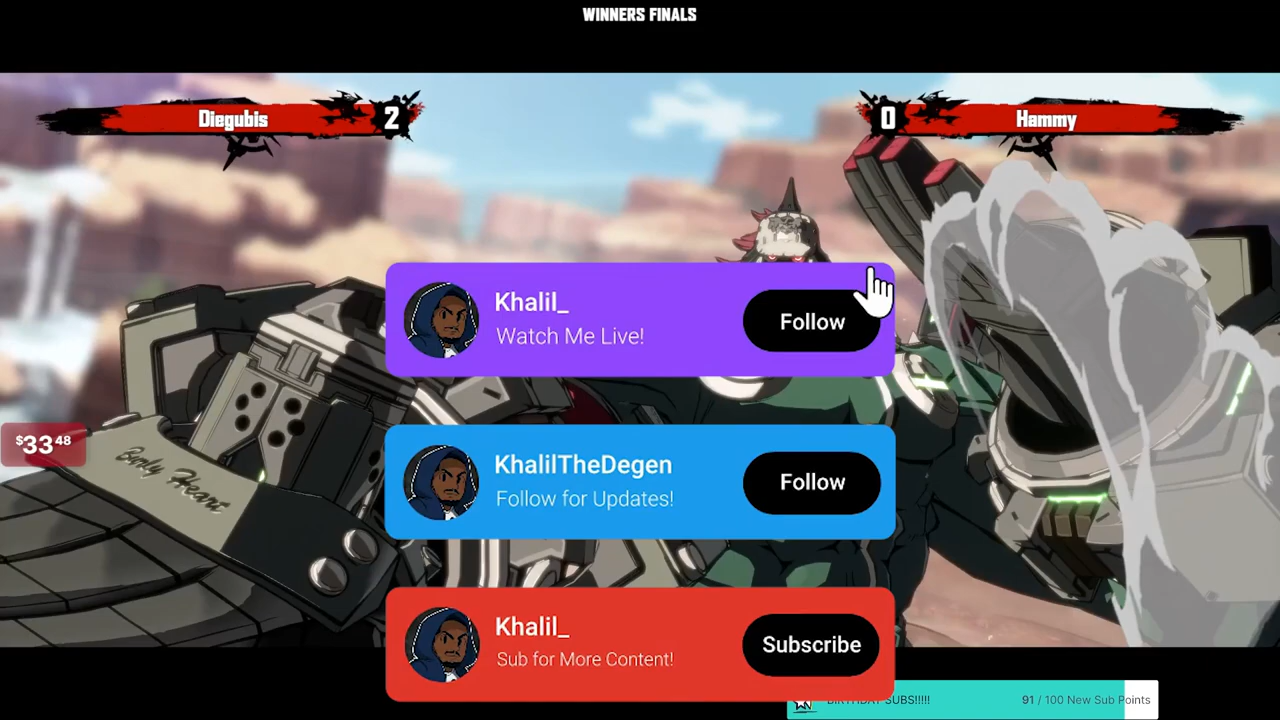 WINNERS FINALS
Diegubis 2
0 Hammy
Khalil_
Watch Me Live!
Follow
$33 48
KhalilTheDegen
Follow for Updates!
Follow
Khalil_
Sub for More Content!
Subscribe
BIRTHDAY SUBS!!!!! 91 / 100 New Sub Points